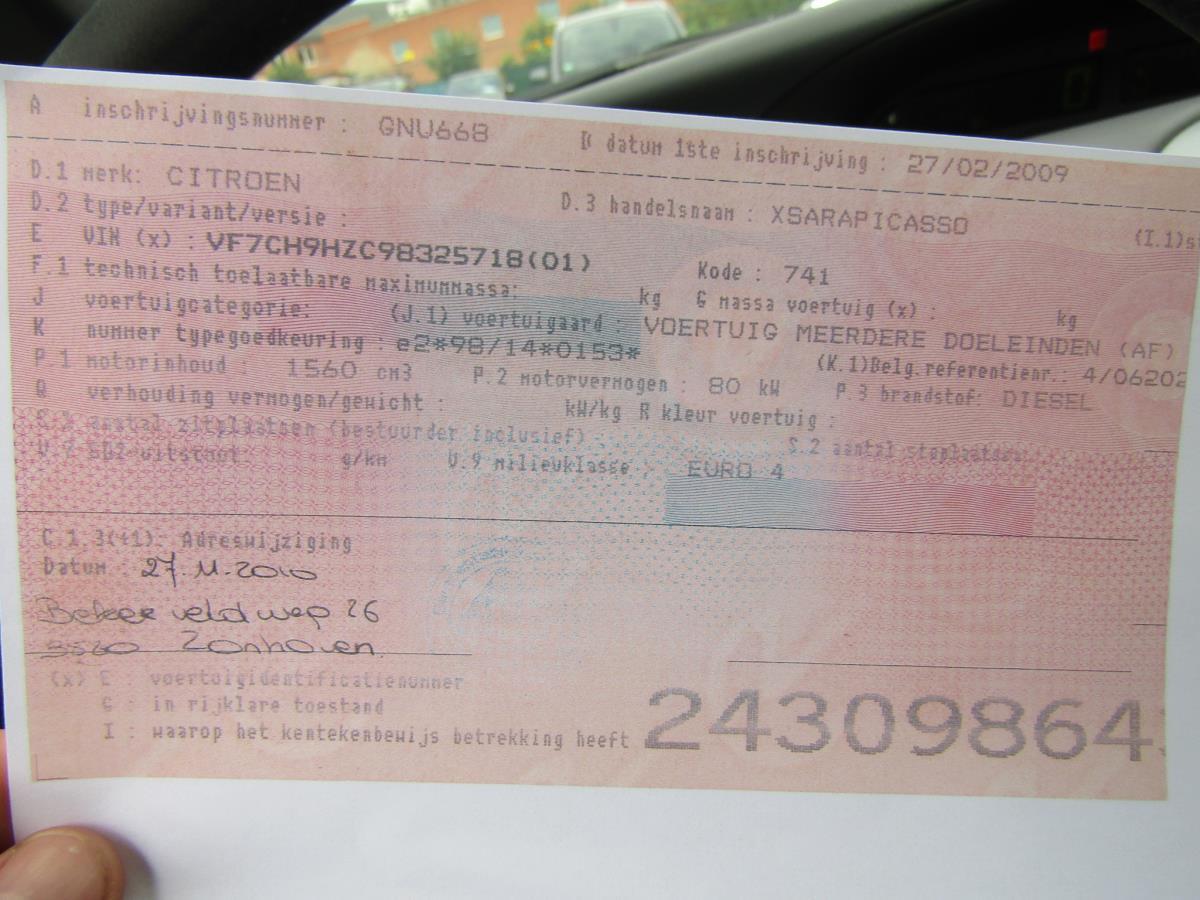 A inschrijvingsnummer : GNU668 B datum 1ste inschrijving : 27/02/2009
D.1 merk: CITROEN
D.2 type/variant/versie : D.3 handelsnaam : XSARAPICASSO
E VIN (x) : VF7CH9HZC98325718(01) Kode : 741 (I.1)
F.1 technisch toelaatbare maximummassa: kg G massa voertuig (x) : kg
J voertuigcategorie: (J.1) voertuigaard : VOERTUIG MEERDERE DOELEINDEN (AF)
K nummer typegoedkeuring : e2*98/14*0153* (K.1)Belg.referentienr.: 4/06202
P.1 motorinhoud : 1560 cm3 P.2 motorvermogen : 80 kW P.3 brandstof: DIESEL
Q verhouding vermogen/gewicht : kW/kg R kleur voertuig :
aantal zitplaatsen (bestuurder inclusief) : S.2 aantal staplaatsen:
g/km V.9 milieuklasse : EURO 4
C.1.3(4.1). Adreswijziging
Datum : 27.11.2010
26
3520 Zonhoven
(x) E : voertuigidentificatienummer
G : in rijklare toestand
I : waarop het kentekenbewijs betrekking heeft 24309864